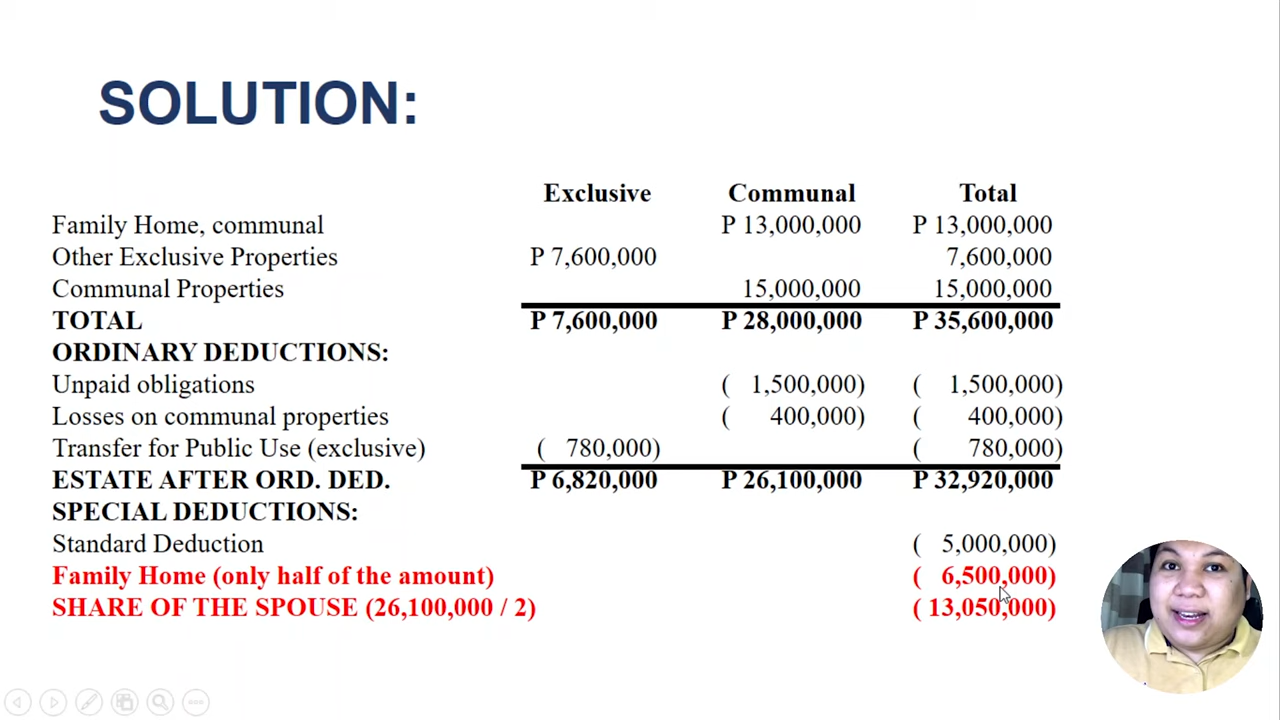 SOLUTION:
Exclusive Communal Total
Family Home, communal P 13,000,000 P 13,000,000
Other Exclusive Properties P 7,600,000 7,600,000
Communal Properties 15,000,000 15,000,000
TOTAL P 7,600,000 P 28,000,000 P 35,600,000
ORDINARY DEDUCTIONS:
Unpaid obligations ( 1,500,000) ( 1,500,000)
Losses on communal properties ( 400,000) ( 400,000)
Transfer for Public Use (exclusive) ( 780,000) ( 780,000)
ESTATE AFTER ORD. DED. P 6,820,000 P 26,100,000 P 32,920,000
SPECIAL DEDUCTIONS:
Standard Deduction ( 5,000,000)
Family Home (only half of the amount) ( 6,500,000)
SHARE OF THE SPOUSE (26,100,000 / 2) ( 13,050,000)